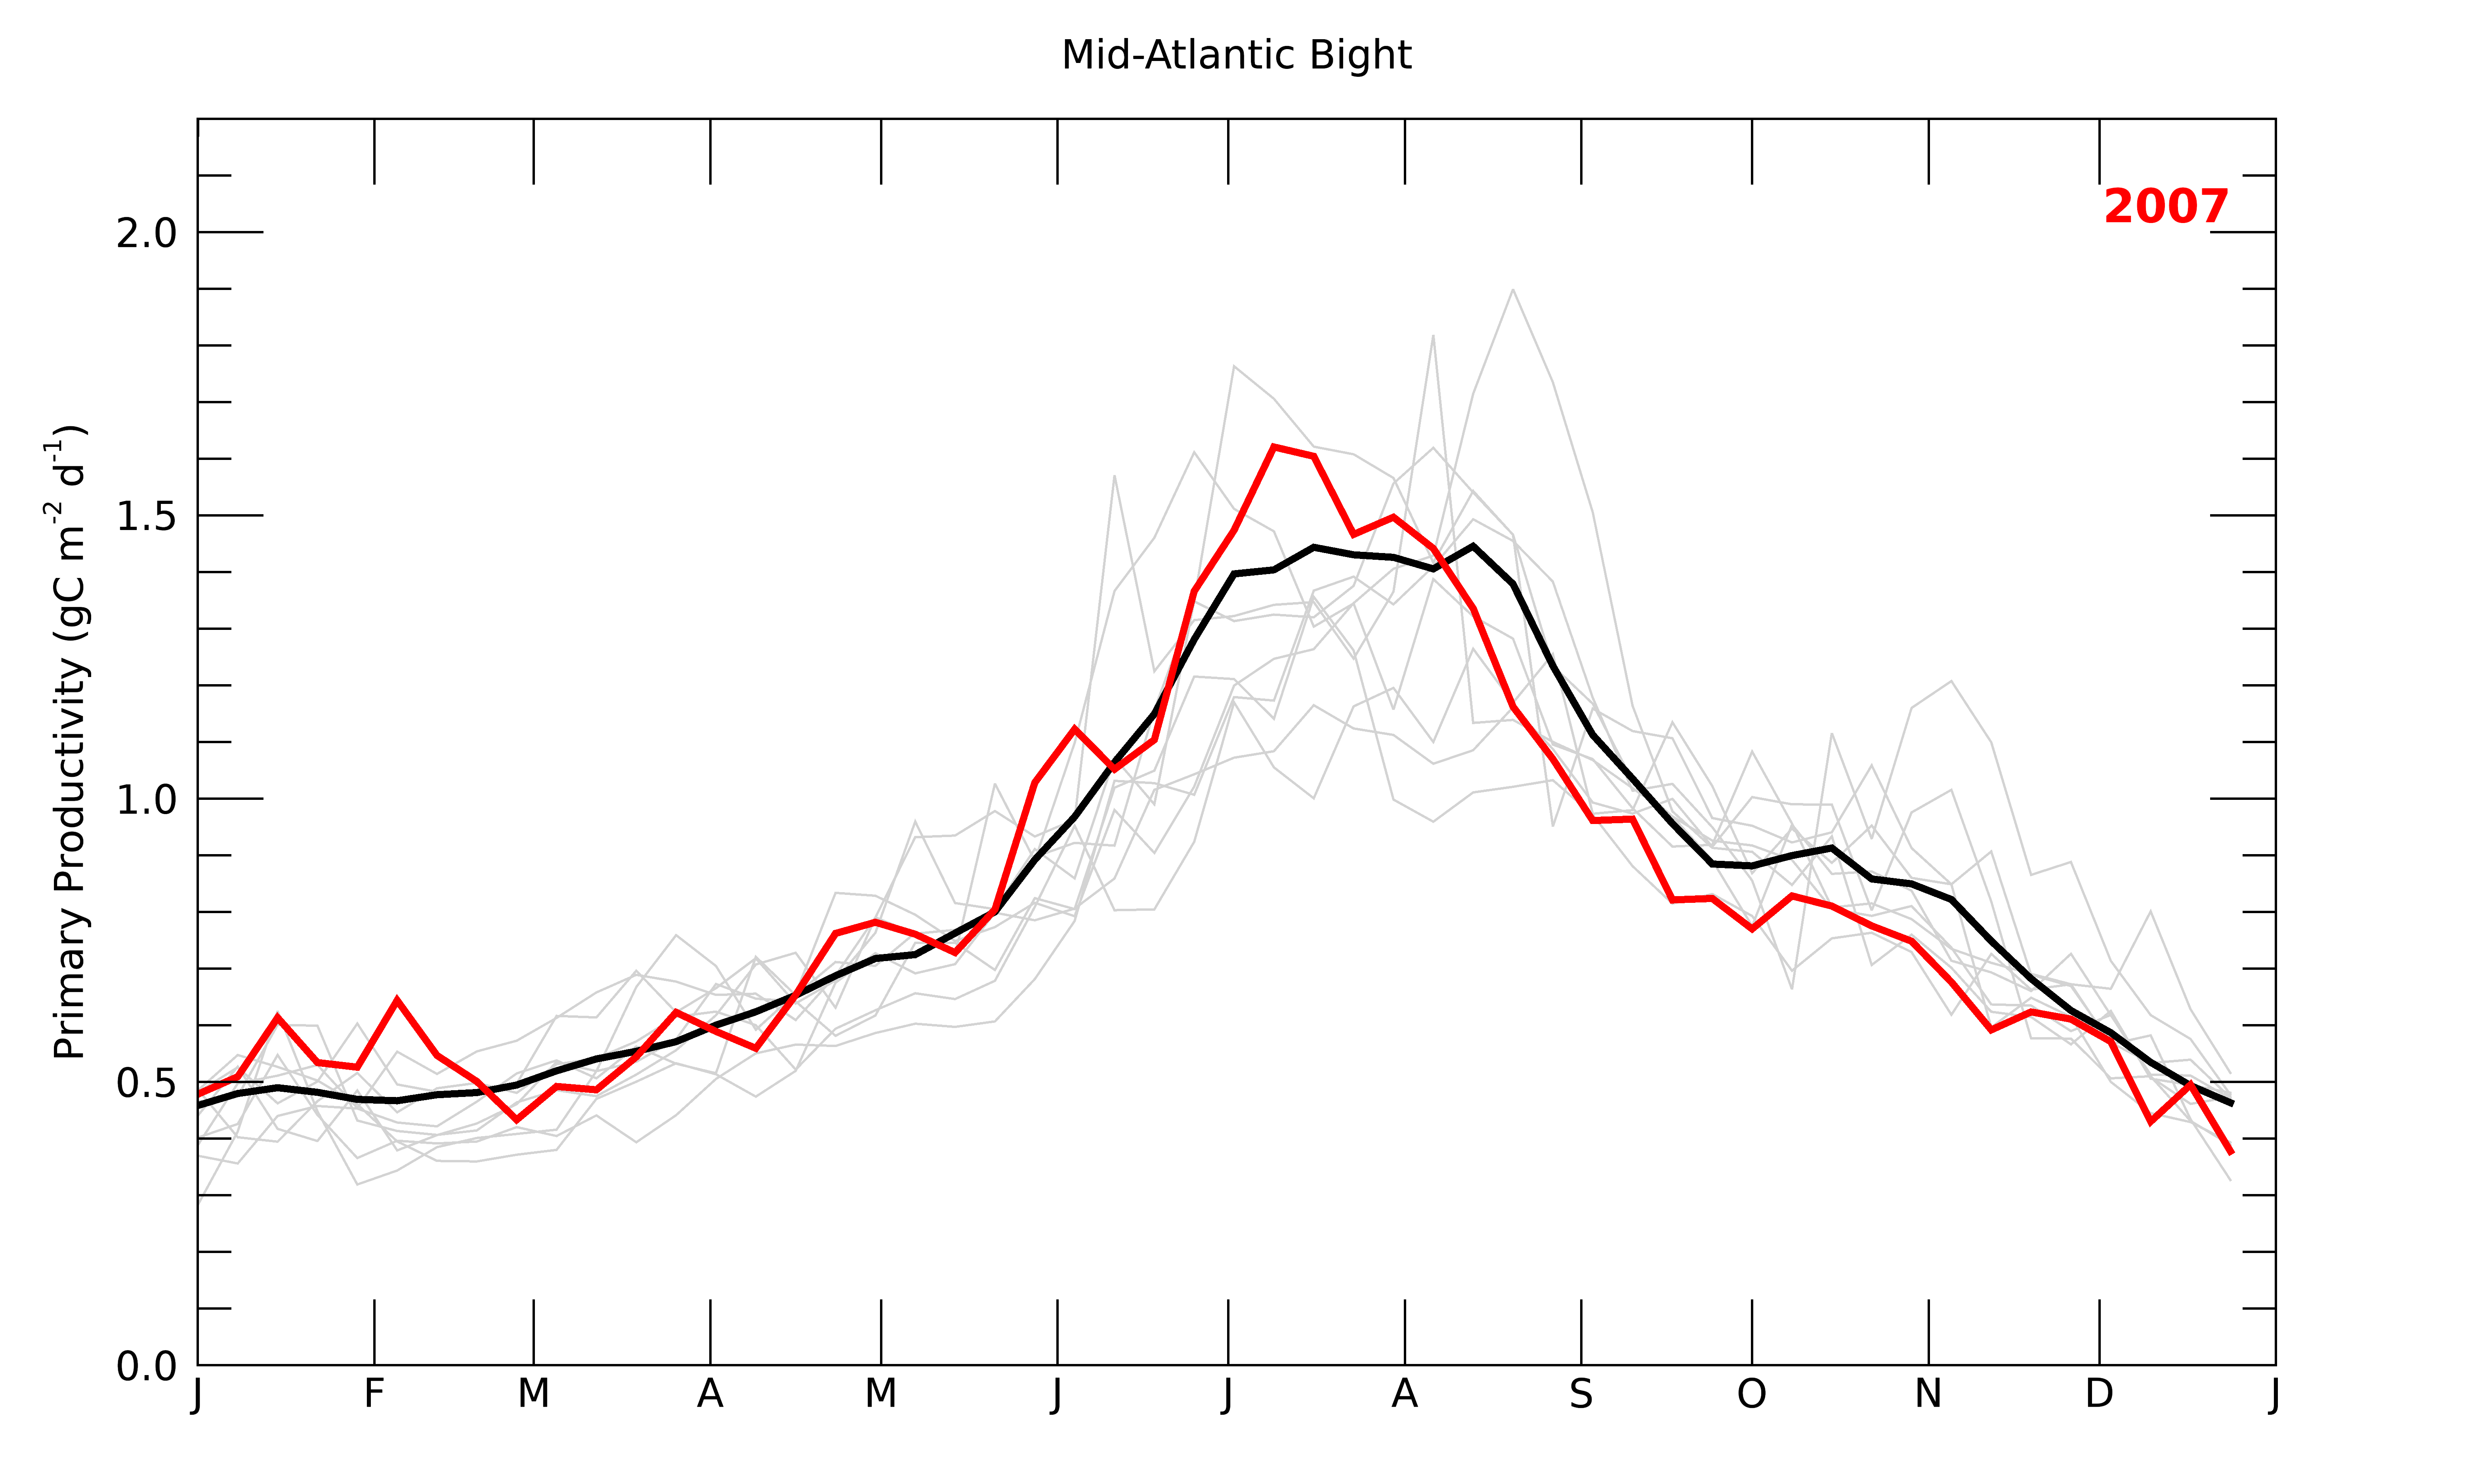 Mid-Atlantic Bight
2007
Primary Productivity (gC m⁻² d⁻¹)
2.0
1.5
1.0
0.5
0.0
J F M A M J J A S O N D J